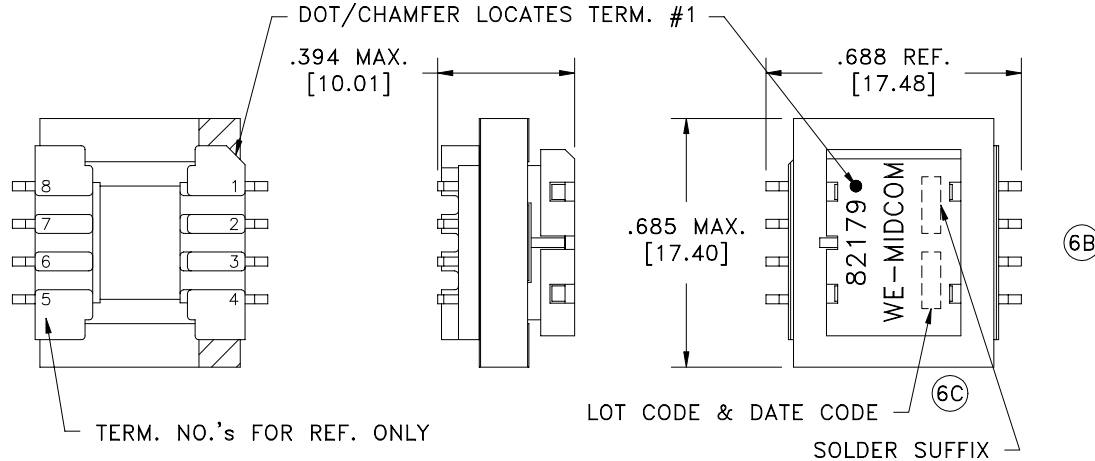 DOT/CHAMFER LOCATES TERM. #1
.394 MAX.
[10.01]
.688 REF.
[17.48]
8
7
6
5
1
2
3
4
.685 MAX.
[17.40]
82179
WE-MIDCOM
6B
6C
LOT CODE & DATE CODE
SOLDER SUFFIX
TERM. NO.'s FOR REF. ONLY